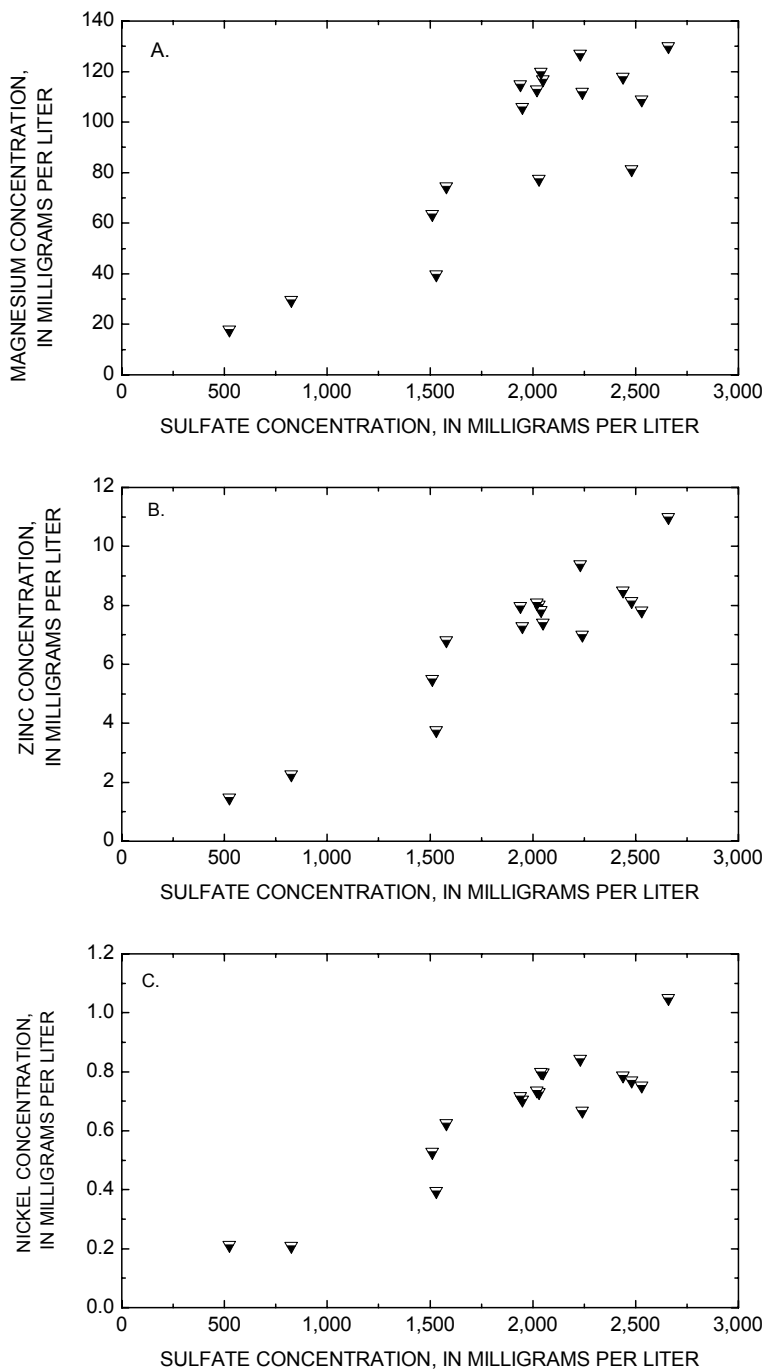 A.
MAGNESIUM CONCENTRATION,
IN MILLIGRAMS PER LITER
140
120
100
80
60
40
20
0
0 500 1,000 1,500 2,000 2,500 3,000
SULFATE CONCENTRATION, IN MILLIGRAMS PER LITER
B.
ZINC CONCENTRATION,
IN MILLIGRAMS PER LITER
12
10
8
6
4
2
0
0 500 1,000 1,500 2,000 2,500 3,000
SULFATE CONCENTRATION, IN MILLIGRAMS PER LITER
C.
NICKEL CONCENTRATION,
IN MILLIGRAMS PER LITER
1.2
1.0
0.8
0.6
0.4
0.2
0.0
0 500 1,000 1,500 2,000 2,500 3,000
SULFATE CONCENTRATION, IN MILLIGRAMS PER LITER